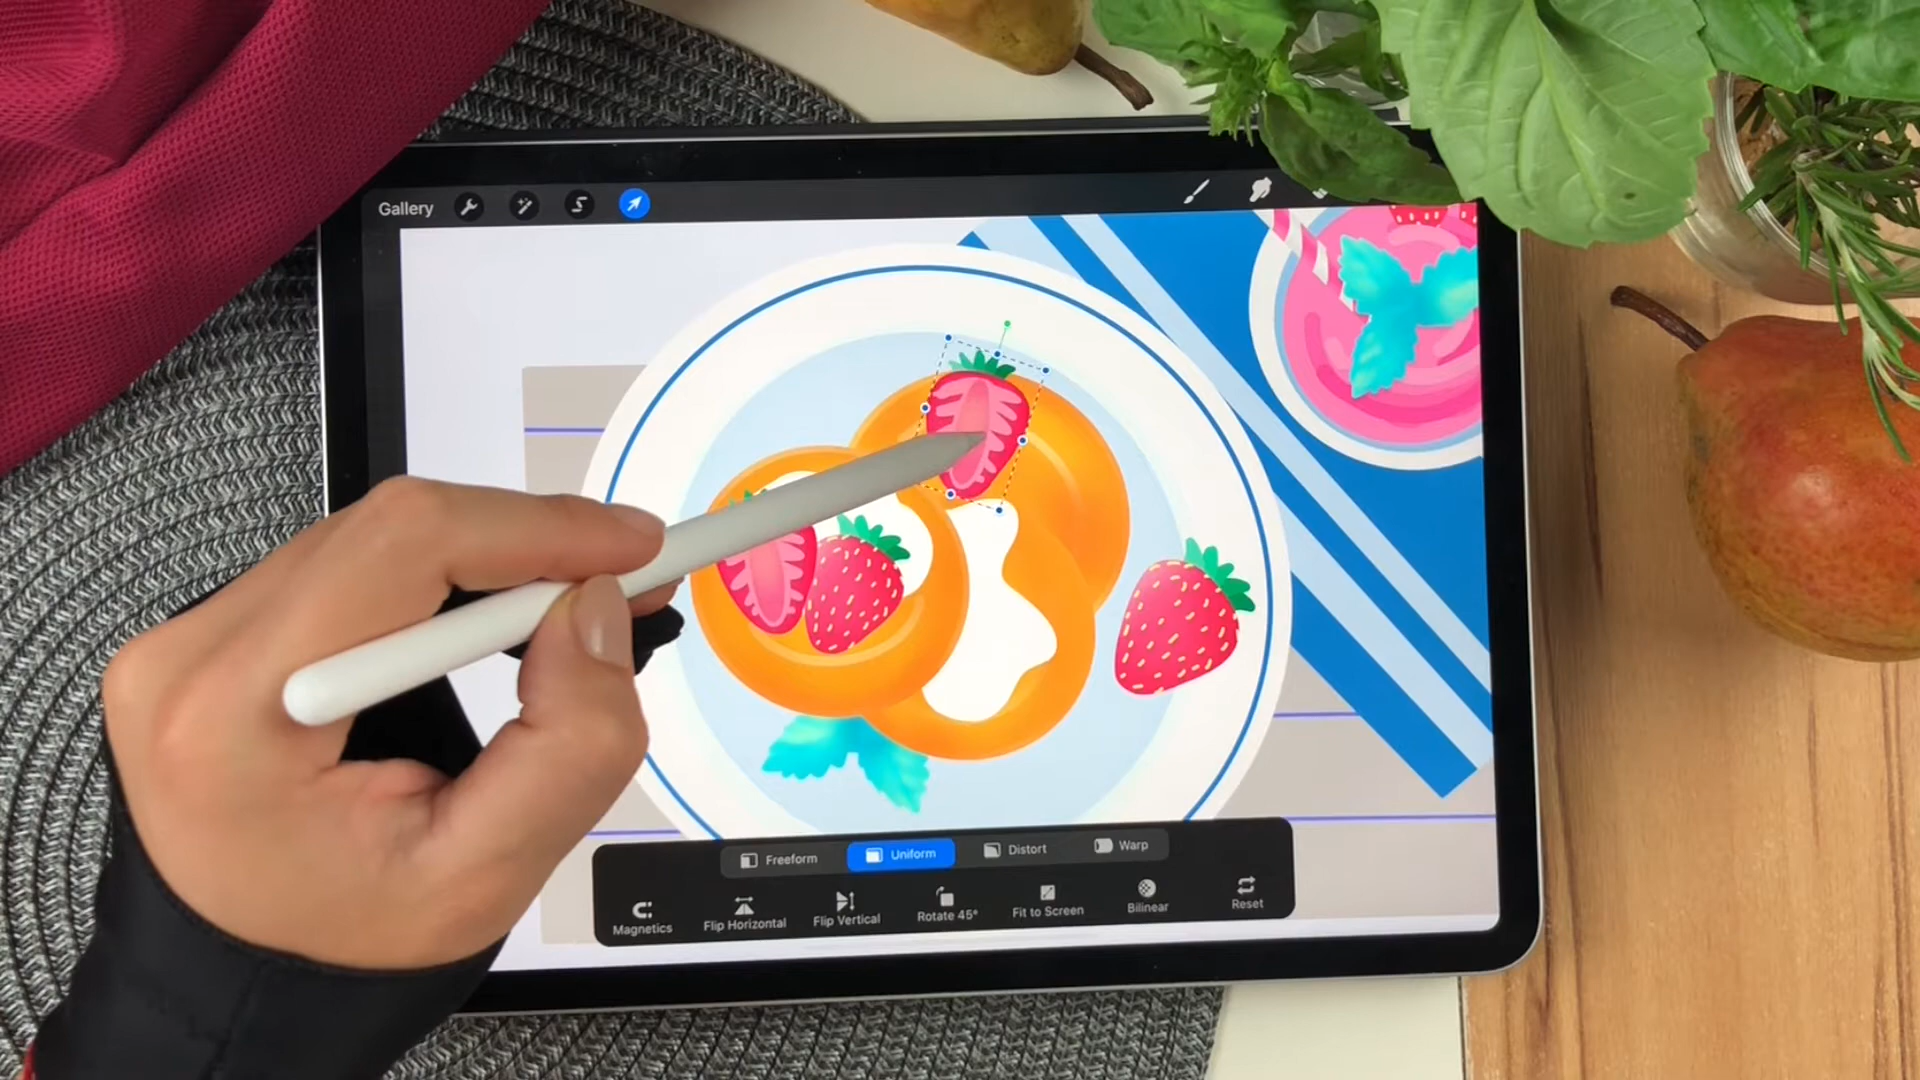 Gallery
Freeform Uniform Distort Warp
Magnetics Flip Horizontal Flip Vertical Rotate 45° Fit to Screen Bilinear Reset